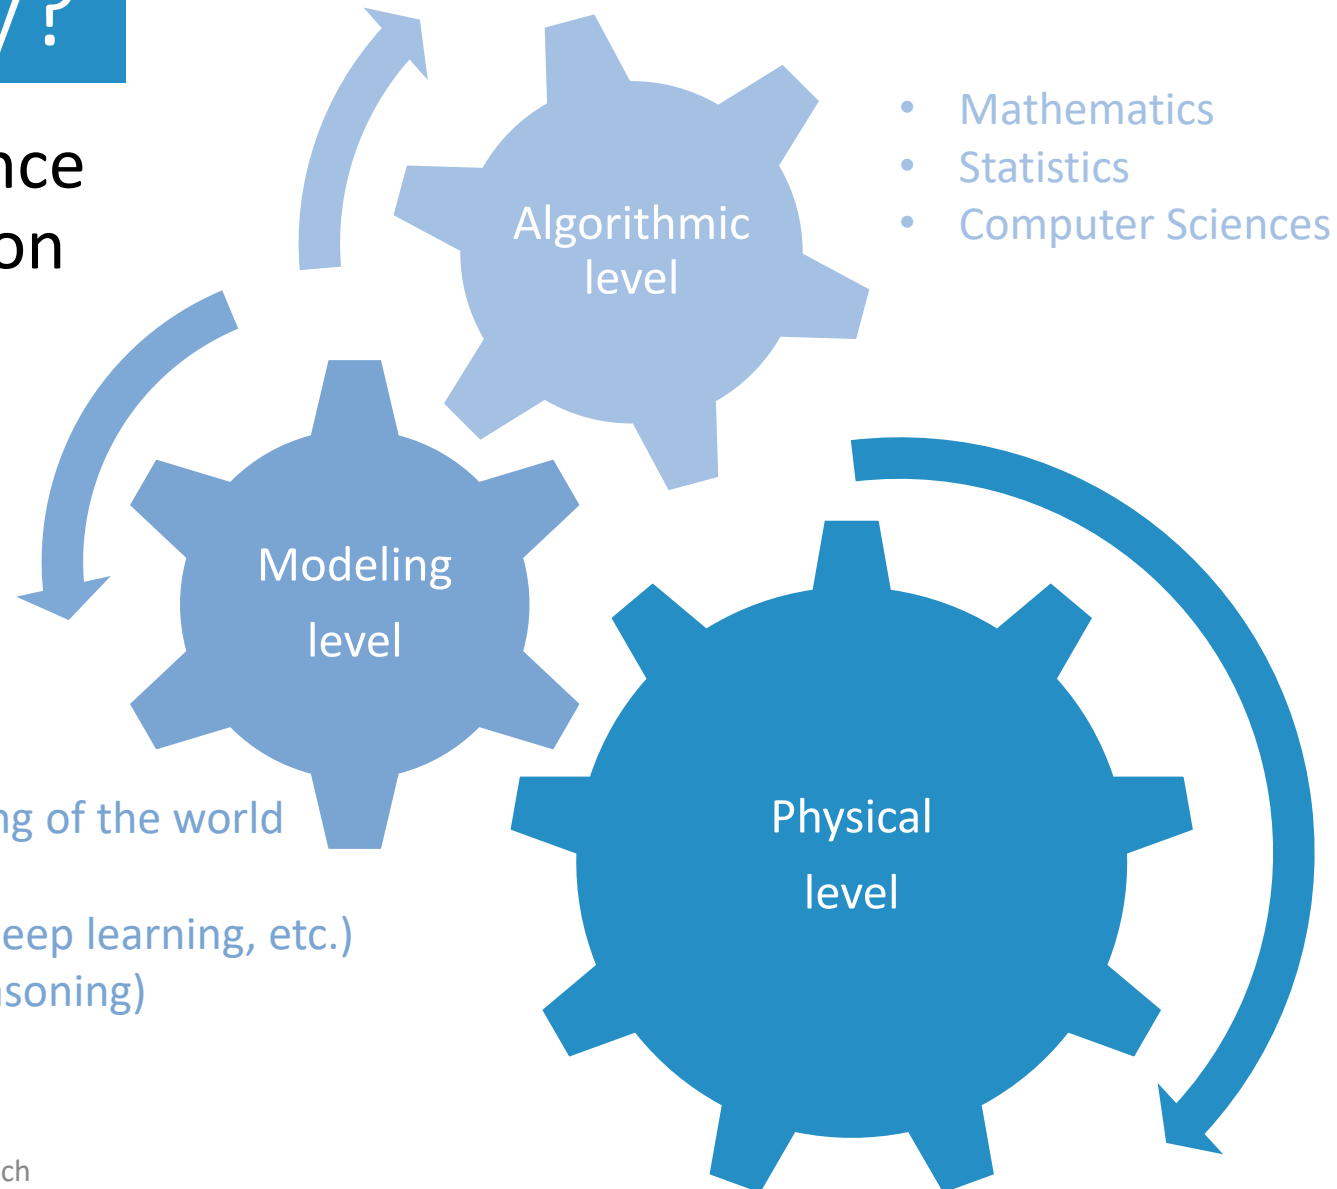 y?
nce
on
• Mathematics
• Statistics
• Computer Sciences
Algorithmic
level
Modeling
level
Physical
level
ng of the world
eep learning, etc.)
asoning)
ch